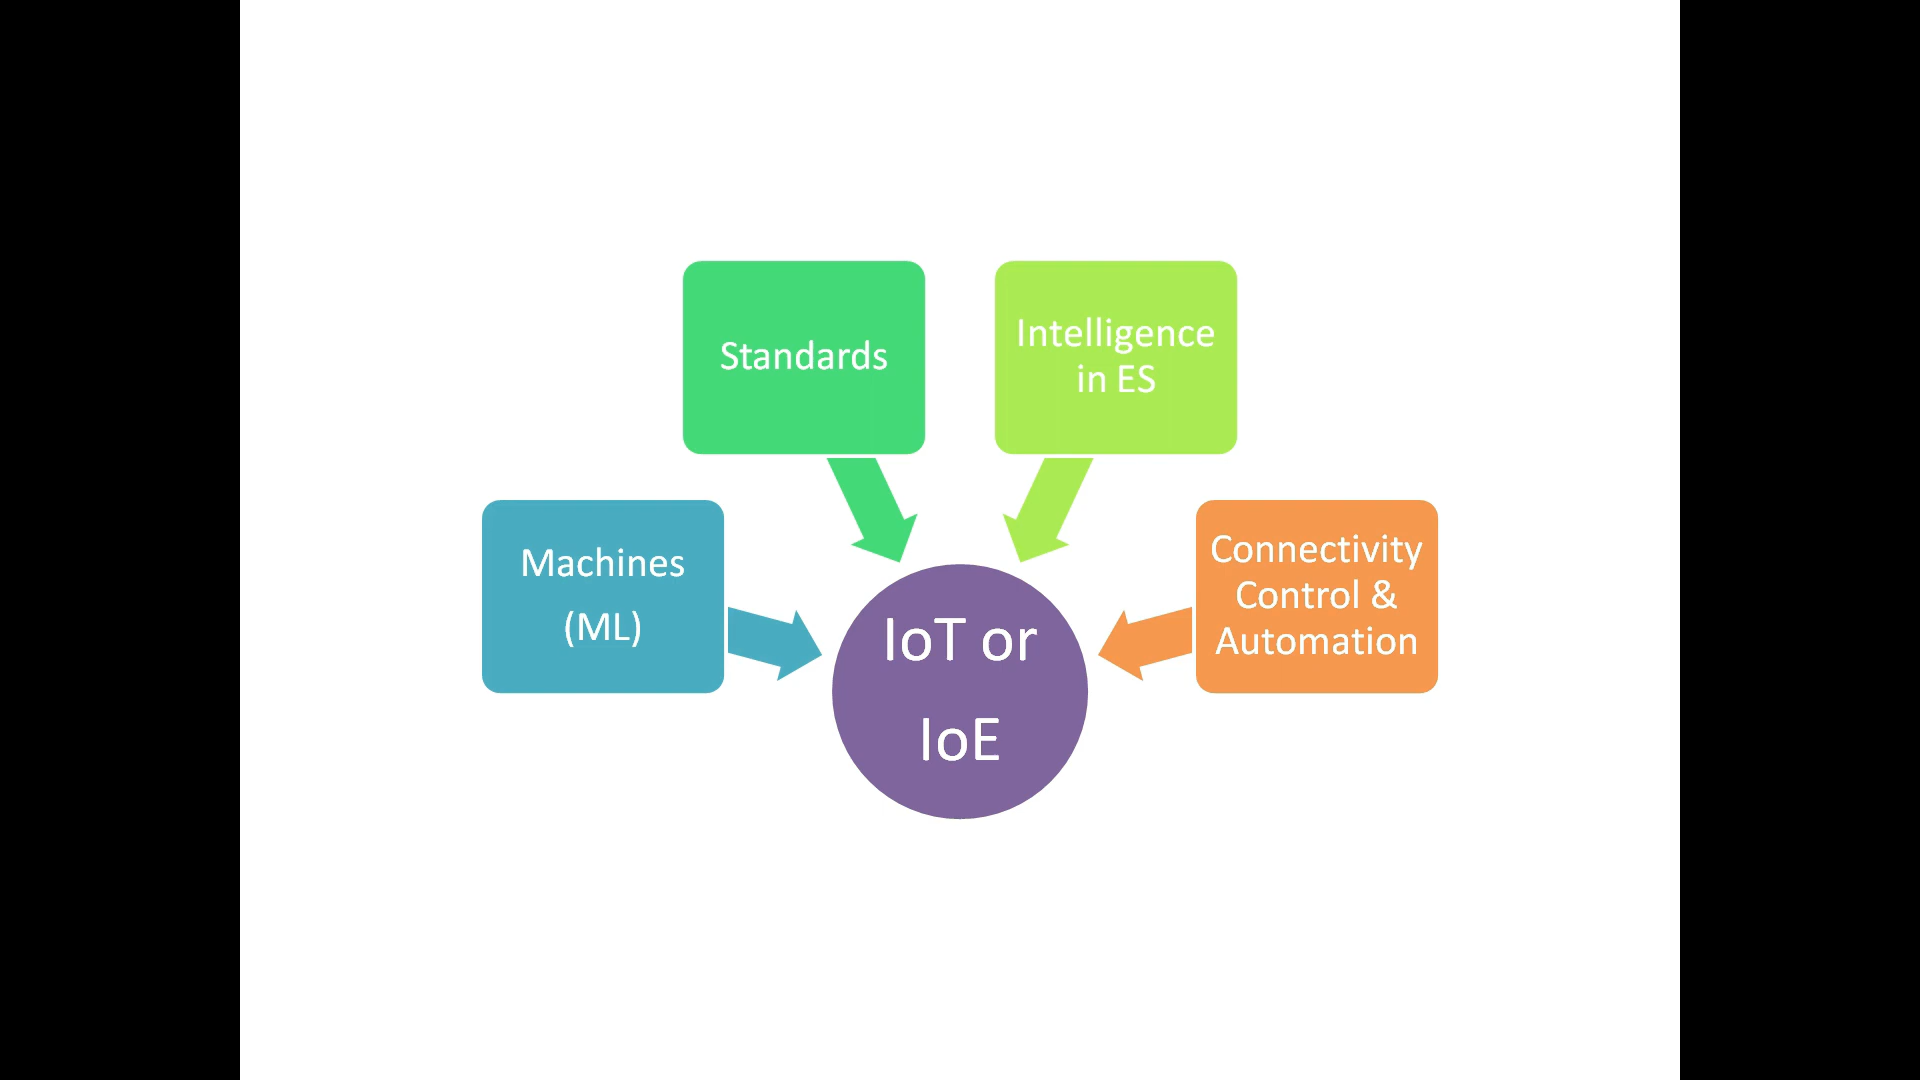 Standards
Intelligence
in ES
Machines
(ML)
Connectivity
Control &
Automation
IoT or
IoE